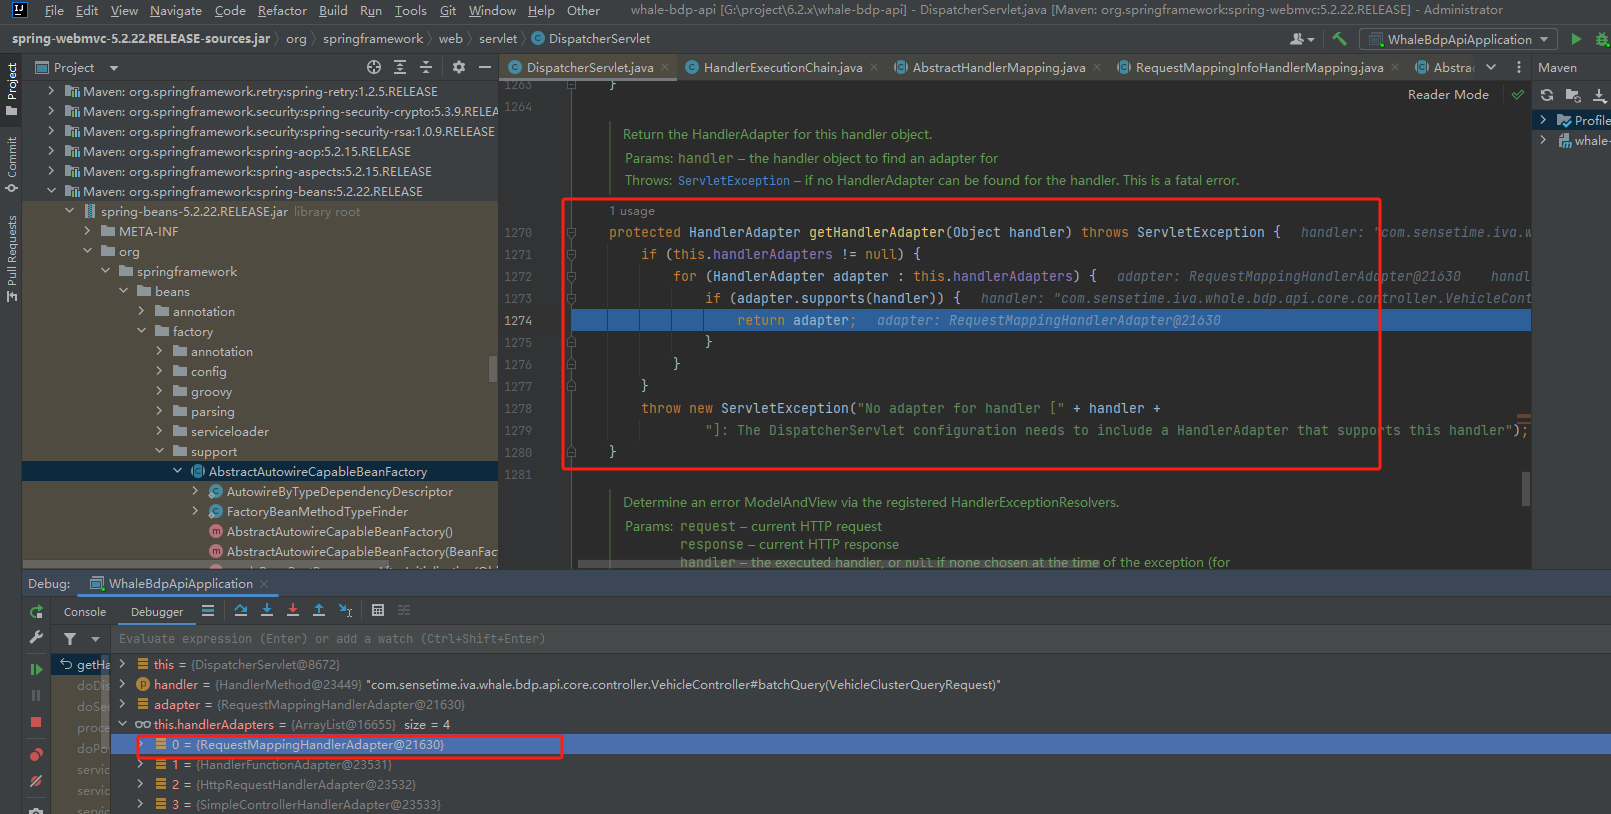 File Edit View Navigate Code Refactor Build Run Tools Git Window Help Other whale-bdp-api [G:\project\6.2.x\whale-bdp-api] - DispatcherServlet.java [Maven: org.springframework:spring-webmvc:5.2.22.RELEASE] - Administrator
spring-webmvc-5.2.22.RELEASE-sources.jar org springframework web servlet DispatcherServlet WhaleBdpApiApplication
Project DispatcherServlet.java HandlerExecutionChain.java AbstractHandlerMapping.java RequestMappingInfoHandlerMapping.java Abstra Maven
Project
Commit
Pull Requests
Maven: org.springframework.retry:spring-retry:1.2.5.RELEASE
Maven: org.springframework.security:spring-security-crypto:5.3.9.RELEA
Maven: org.springframework.security:spring-security-rsa:1.0.9.RELEASE
Maven: org.springframework:spring-aop:5.2.15.RELEASE
Maven: org.springframework:spring-aspects:5.2.15.RELEASE
Maven: org.springframework:spring-beans:5.2.22.RELEASE
spring-beans-5.2.22.RELEASE.jar library root
META-INF
org
springframework
beans
annotation
factory
annotation
config
groovy
parsing
serviceloader
support
AbstractAutowireCapableBeanFactory
AutowireByTypeDependencyDescriptor
FactoryBeanMethodTypeFinder
AbstractAutowireCapableBeanFactory()
AbstractAutowireCapableBeanFactory(BeanFac
1263 }
1264
Reader Mode
Return the HandlerAdapter for this handler object.
Params: handler – the handler object to find an adapter for
Throws: ServletException – if no HandlerAdapter can be found for the handler. This is a fatal error.
1 usage
1270 protected HandlerAdapter getHandlerAdapter(Object handler) throws ServletException { handler: "com.sensetime.iva.w
1271 if (this.handlerAdapters != null) {
1272 for (HandlerAdapter adapter : this.handlerAdapters) { adapter: RequestMappingHandlerAdapter@21630 handl
1273 if (adapter.supports(handler)) { handler: "com.sensetime.iva.whale.bdp.api.core.controller.VehicleCont
1274 return adapter; adapter: RequestMappingHandlerAdapter@21630
1275 }
1276 }
1277 }
1278 throw new ServletException("No adapter for handler [" + handler +
1279 "]: The DispatcherServlet configuration needs to include a HandlerAdapter that supports this handler");
1280 }
1281
Determine an error ModelAndView via the registered HandlerExceptionResolvers.
Params: request – current HTTP request
response – current HTTP response
handler – the executed handler, or null if none chosen at the time of the exception (for
Profile
whale-
Debug: WhaleBdpApiApplication
Console Debugger
Evaluate expression (Enter) or add a watch (Ctrl+Shift+Enter)
getHa
doDis
doSer
proce
doPo
servic
servic
servic
this = {DispatcherServlet@8672}
handler = {HandlerMethod@23449} "com.sensetime.iva.whale.bdp.api.core.controller.VehicleController#batchQuery(VehicleClusterQueryRequest)"
adapter = {RequestMappingHandlerAdapter@21630}
this.handlerAdapters = {ArrayList@16655} size = 4
0 = {RequestMappingHandlerAdapter@21630}
1 = {HandlerFunctionAdapter@23531}
2 = {HttpRequestHandlerAdapter@23532}
3 = {SimpleControllerHandlerAdapter@23533}